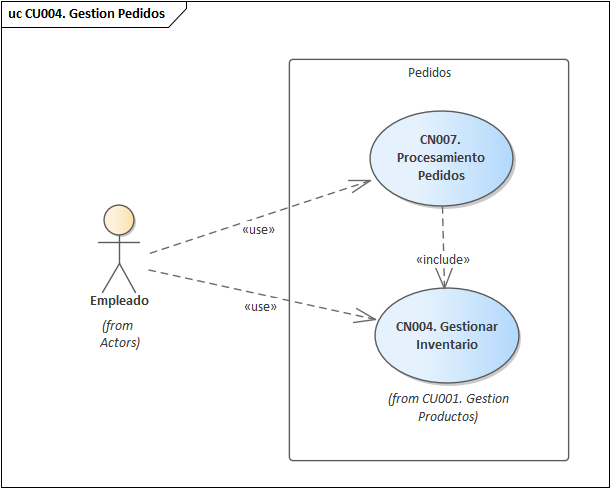 uc CU004. Gestion Pedidos
Pedidos
CN007.
Procesamiento
Pedidos
«use»
«include»
Empleado
(from
Actors)
«use»
CN004. Gestionar
Inventario
(from CU001. Gestion
Productos)